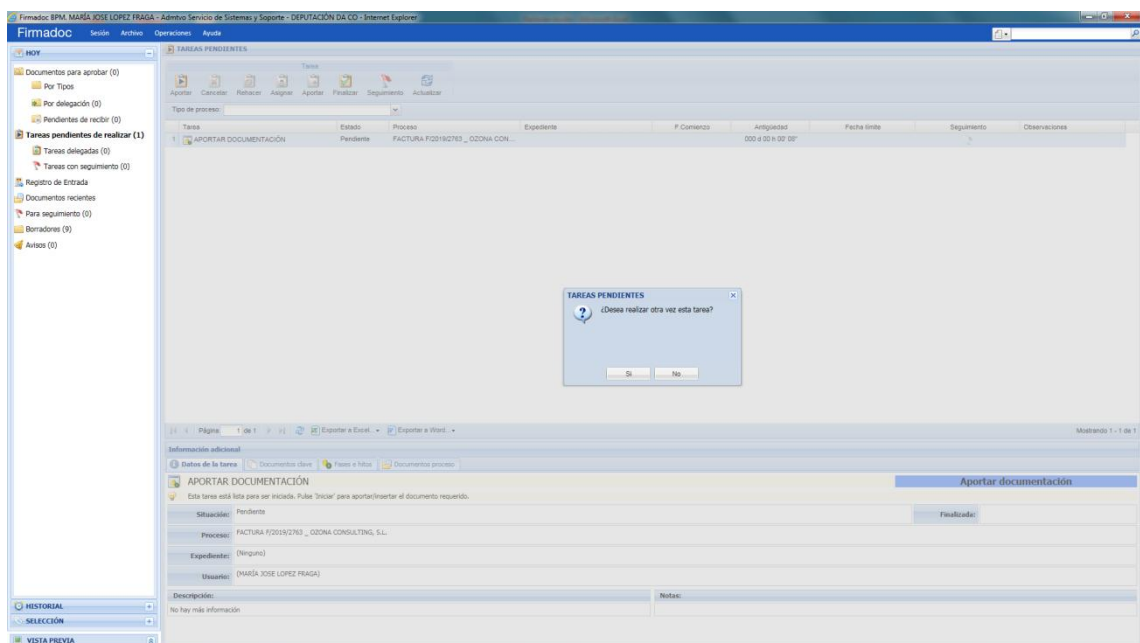 Firmadoc BPM. MARÍA JOSE LOPEZ FRAGA - Admtvo Servicio de Sistemas y Soporte - DEPUTACIÓN DA CO - Internet Explorer
Firmadoc Sesión Archivo Operaciones Ayuda
HOY
Documentos para aprobar (0)
Por Tipos
Por delegación (0)
Pendientes de recibir (0)
Tareas pendientes de realizar (1)
Tareas delegadas (0)
Tareas con seguimiento (0)
Registro de Entrada
Documentos recientes
Para seguimiento (0)
Borradores (9)
Avisos (0)
HISTORIAL
SELECCIÓN
VISTA PREVIA
TAREAS PENDIENTES
Tareas
Aportar Cancelar Rehacer Asignar Aportar Finalizar Seguimiento Actualizar
Tipo de proceso:
Tarea Estado Proceso Expediente F.Comienzo Antigüedad Fecha límite Seguimiento Observaciones
1 APORTAR DOCUMENTACIÓN Pendiente FACTURA F/2019/2763 _ OZONA CON... 000 d 00 h 00' 08"
TAREAS PENDIENTES
¿Desea realizar otra vez esta tarea?
Sí No
Página 1 de 1 Exportar a Excel... Exportar a Word... Mostrando 1 - 1 de 1
Información adicional
Datos de la tarea Documentos clave Fases e hitos Documentos proceso
APORTAR DOCUMENTACIÓN Aportar documentación
Esta tarea está lista para ser iniciada. Pulse 'Iniciar' para aportar/insertar el documento requerido.
Situación: Pendiente Finalizada:
Proceso: FACTURA F/2019/2763 _ OZONA CONSULTING, S.L.
Expediente: (Ninguno)
Usuario: (MARÍA JOSE LOPEZ FRAGA)
Descripción: Notas:
No hay más información